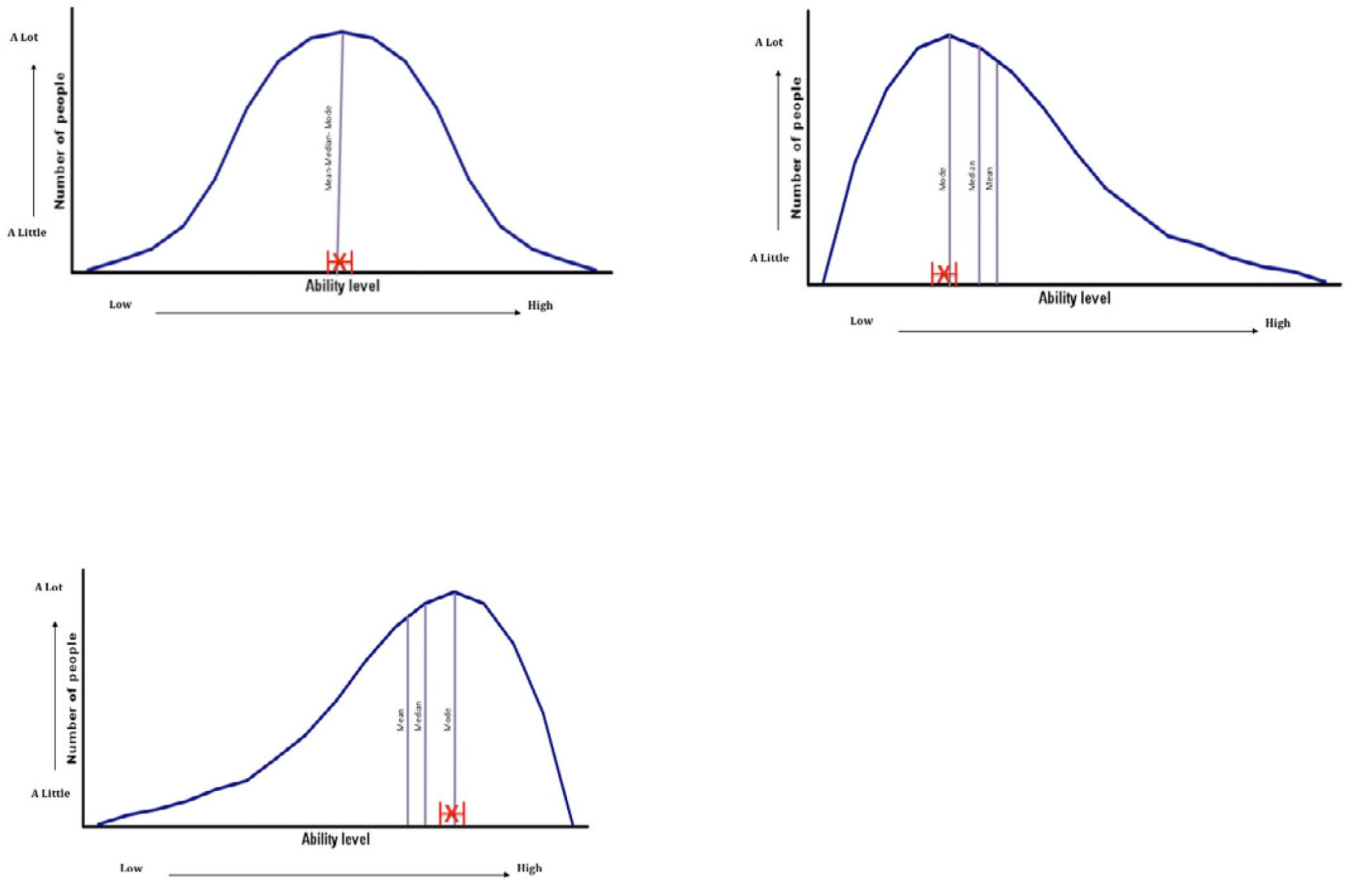 A Lot
Number of people
Mean-Median- Mode
A Little
X
Ability level
Low
High
A Lot
Number of people
Mode
Median
Mean
A Little
X
Ability level
Low
High
A Lot
Number of people
Mean
Median
Mode
A Little
X
Ability level
Low
High